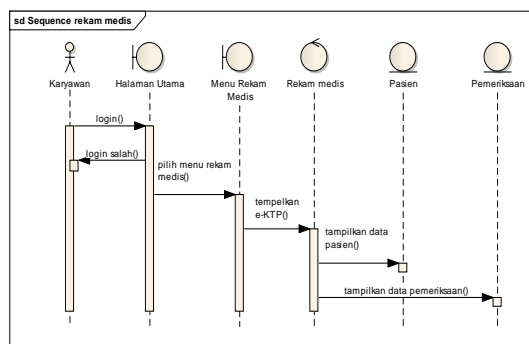 sd Sequence rekam medis
Karyawan
Halaman Utama
Menu Rekam
Medis
Rekam medis
Pasien
Pemeriksaan
login()
login salah()
pilih menu rekam
medis()
tempelkan
e-KTP()
tampilkan data
pasien()
tampilkan data pemeriksaan()